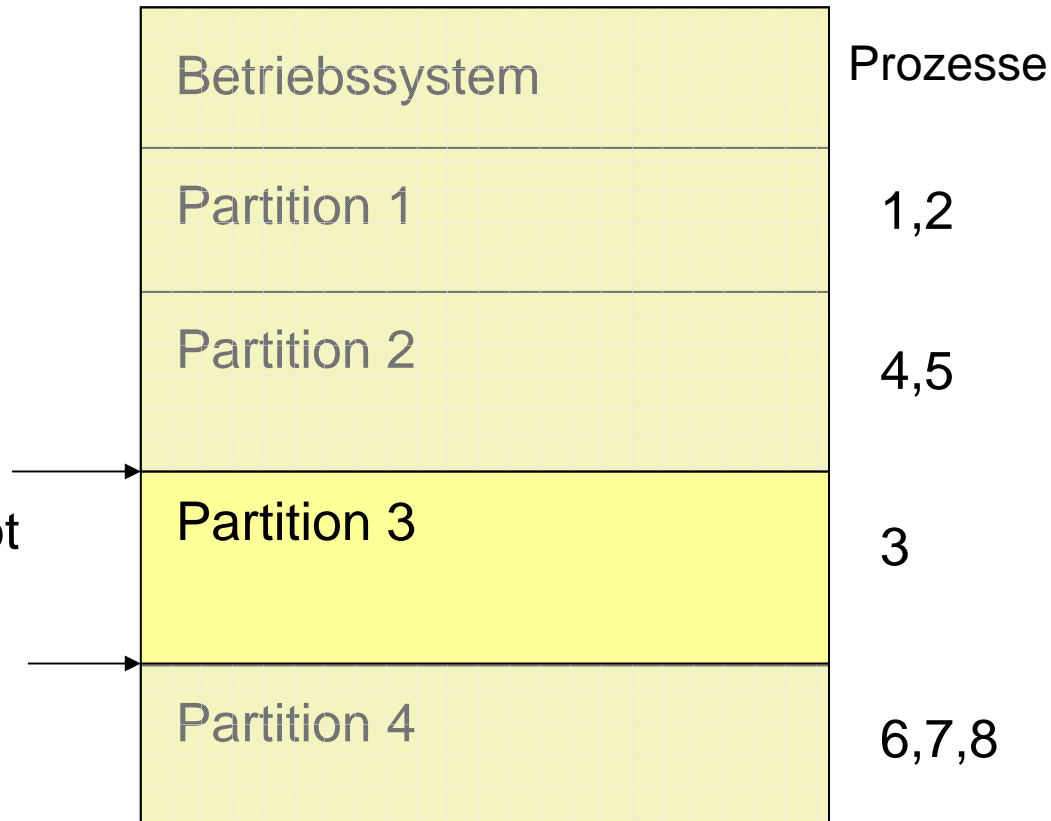 Betriebssystem
Prozesse
Partition 1
1,2
Partition 2
4,5
Partition 3
3
Partition 4
6,7,8